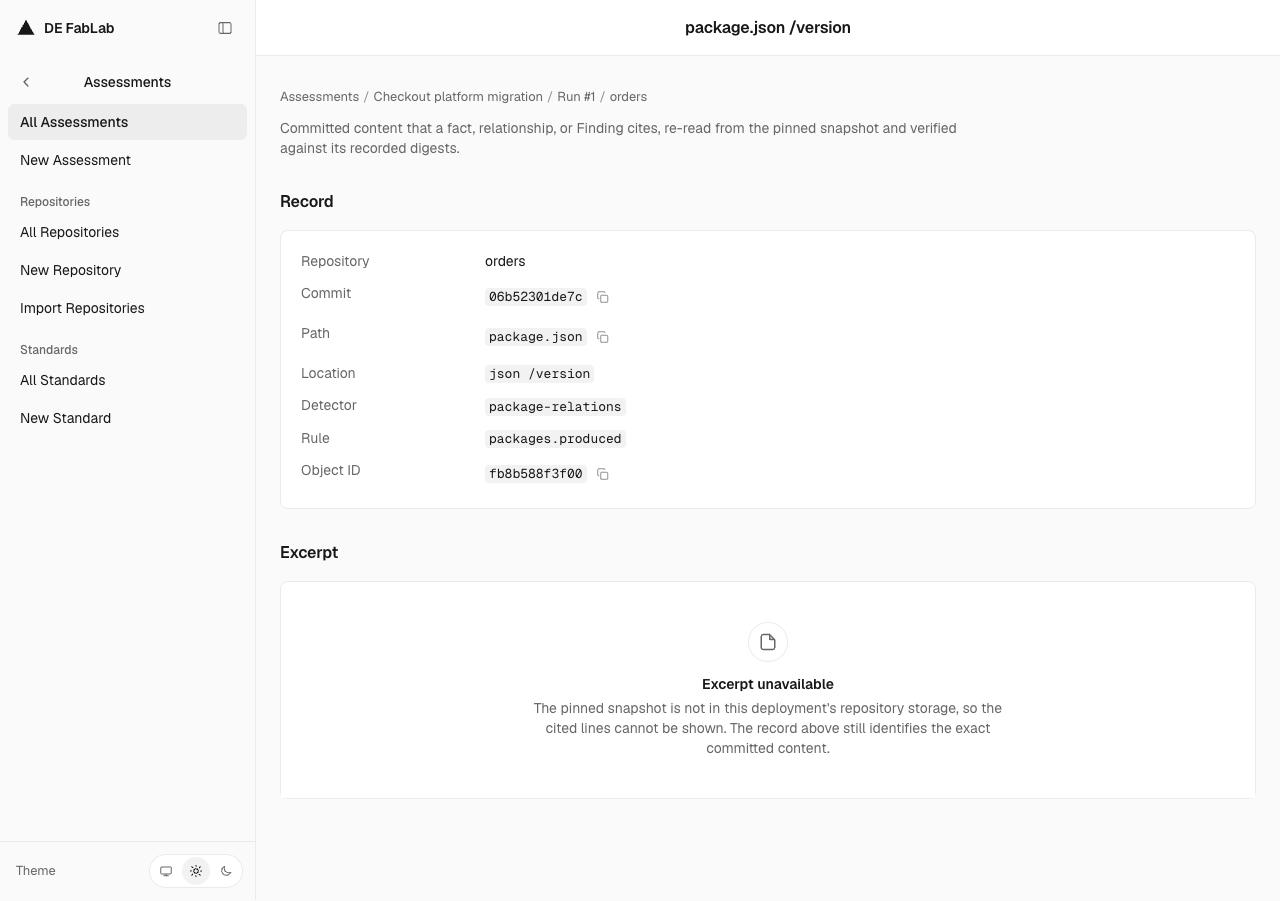 DE FabLab
Assessments
All Assessments
New Assessment
Repositories
All Repositories
New Repository
Import Repositories
Standards
All Standards
New Standard
Theme
package.json /version
Assessments / Checkout platform migration / Run #1 / orders
Committed content that a fact, relationship, or Finding cites, re-read from the pinned snapshot and verified
against its recorded digests.
Record
Repository orders
Commit 06b52301de7c
Path package.json
Location json /version
Detector package-relations
Rule packages.produced
Object ID fb8b588f3f00
Excerpt
Excerpt unavailable
The pinned snapshot is not in this deployment's repository storage, so the
cited lines cannot be shown. The record above still identifies the exact
committed content.